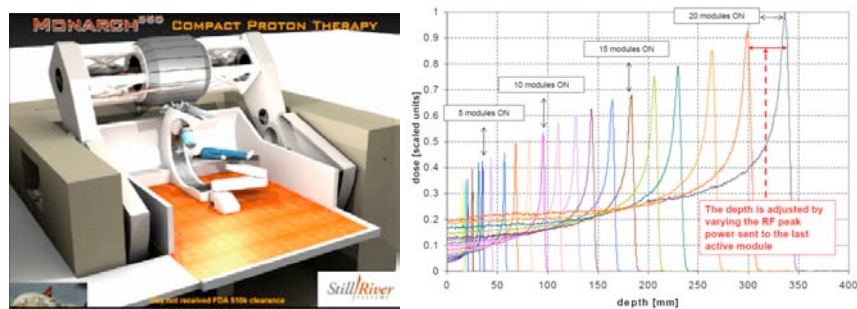 MONARCH250 COMPACT PROTON THERAPY
4
Has not received FDA 510k clearance
Still River
SYSTEMS
20 modules ON
15 modules ON
10 modules ON
5 modules ON
The depth is adjusted by
varying the RF peak
power sent to the last
active module
dose [scaled units]
1
0.9
0.8
0.7
0.6
0.5
0.4
0.3
0.2
0.1
0
0 50 100 150 200 250 300 350 400
depth [mm]